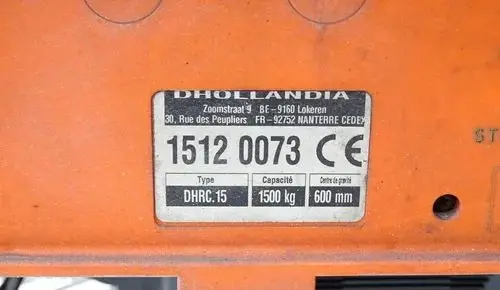 DHOLLANDIA
Zoomstraat 9 BE-9160 Lokeren
30, Rue des Peupliers FR-92752 NANTERRE CEDEX
1512 0073 CE
Type Capacité Centre de gravité
DHRC.15 1500 kg 600 mm
ST